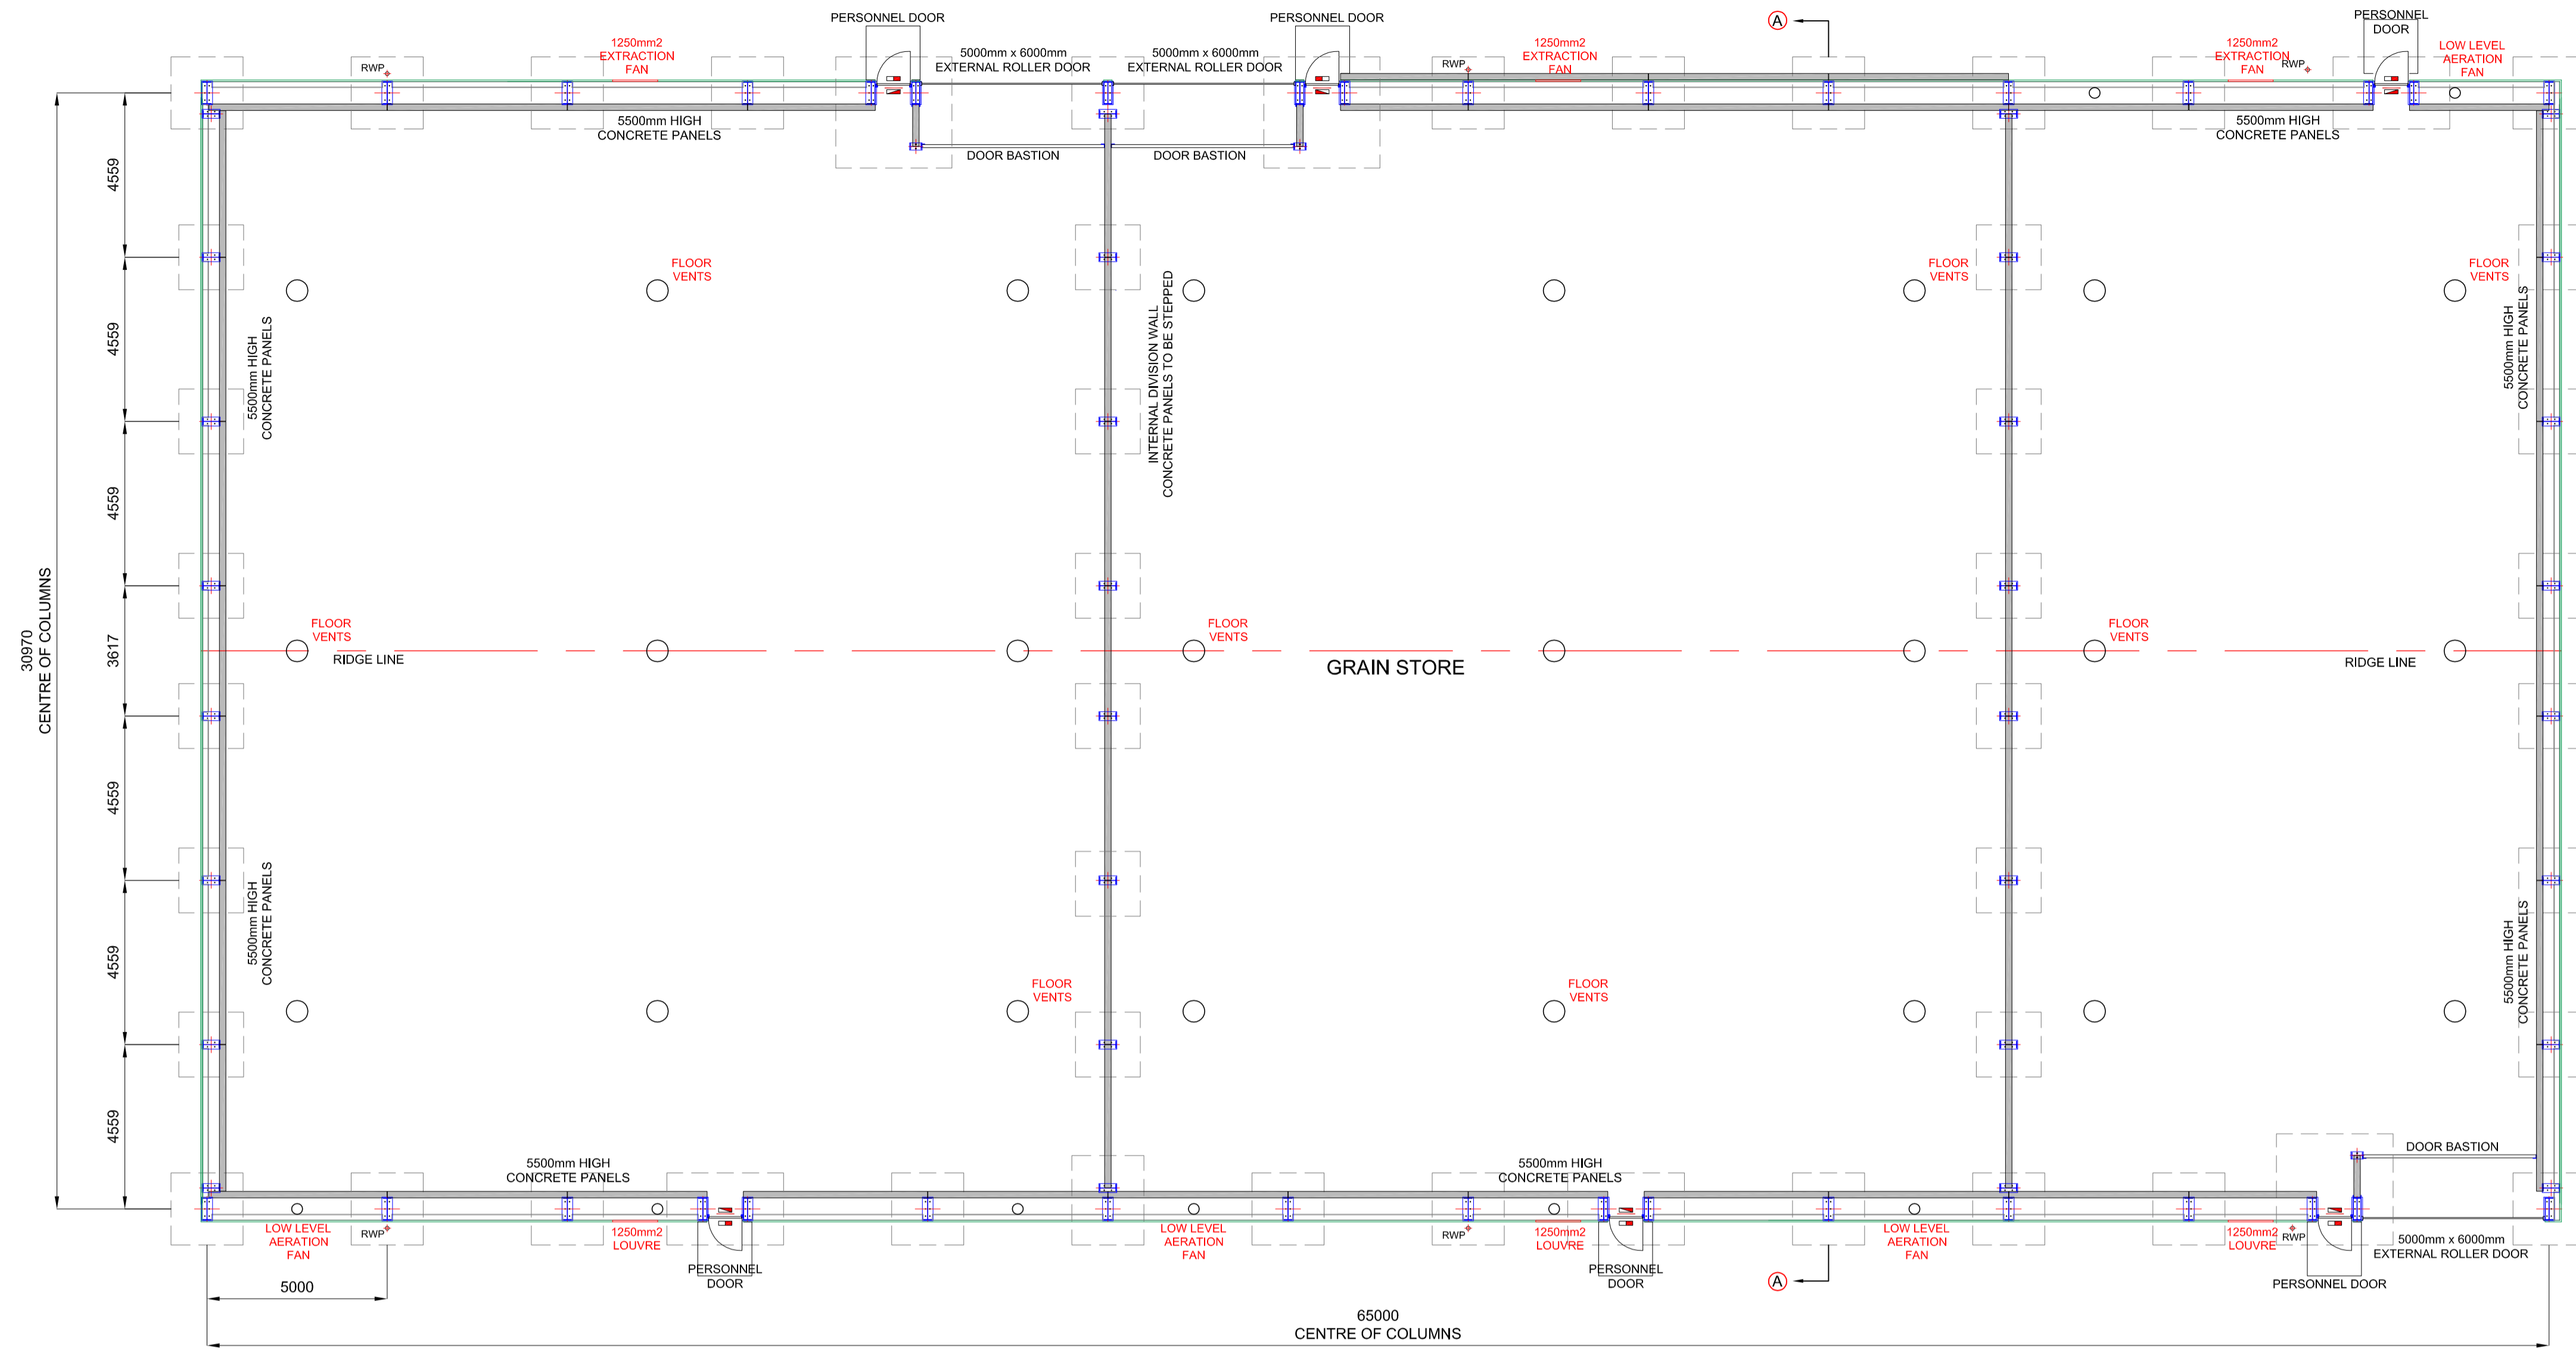 PERSONNEL DOOR
PERSONNEL DOOR
A
PERSONNEL
DOOR
1250mm2
EXTRACTION
FAN
5000mm x 6000mm
EXTERNAL ROLLER DOOR
5000mm x 6000mm
EXTERNAL ROLLER DOOR
1250mm2
EXTRACTION
FAN
1250mm2
EXTRACTION
FAN
LOW LEVEL
AERATION
FAN
RWP
RWP
RWP
5500mm HIGH
CONCRETE PANELS
5500mm HIGH
CONCRETE PANELS
DOOR BASTION
DOOR BASTION
4559
4559
4559
3617
4559
4559
4559
30970
CENTRE OF COLUMNS
FLOOR
VENTS
FLOOR
VENTS
FLOOR
VENTS
5500mm HIGH
CONCRETE PANELS
INTERNAL DIVISION WALL
CONCRETE PANELS TO BE STEPPED
5500mm HIGH
CONCRETE PANELS
FLOOR
VENTS
FLOOR
VENTS
FLOOR
VENTS
RIDGE LINE
GRAIN STORE
RIDGE LINE
5500mm HIGH
CONCRETE PANELS
5500mm HIGH
CONCRETE PANELS
FLOOR
VENTS
FLOOR
VENTS
DOOR BASTION
5500mm HIGH
CONCRETE PANELS
5500mm HIGH
CONCRETE PANELS
LOW LEVEL
AERATION
FAN
RWP
1250mm2
LOUVRE
LOW LEVEL
AERATION
FAN
RWP
1250mm2
LOUVRE
LOW LEVEL
AERATION
FAN
1250mm2
LOUVRE
RWP
5000mm x 6000mm
EXTERNAL ROLLER DOOR
PERSONNEL
DOOR
PERSONNEL
DOOR
A
PERSONNEL DOOR
5000
65000
CENTRE OF COLUMNS